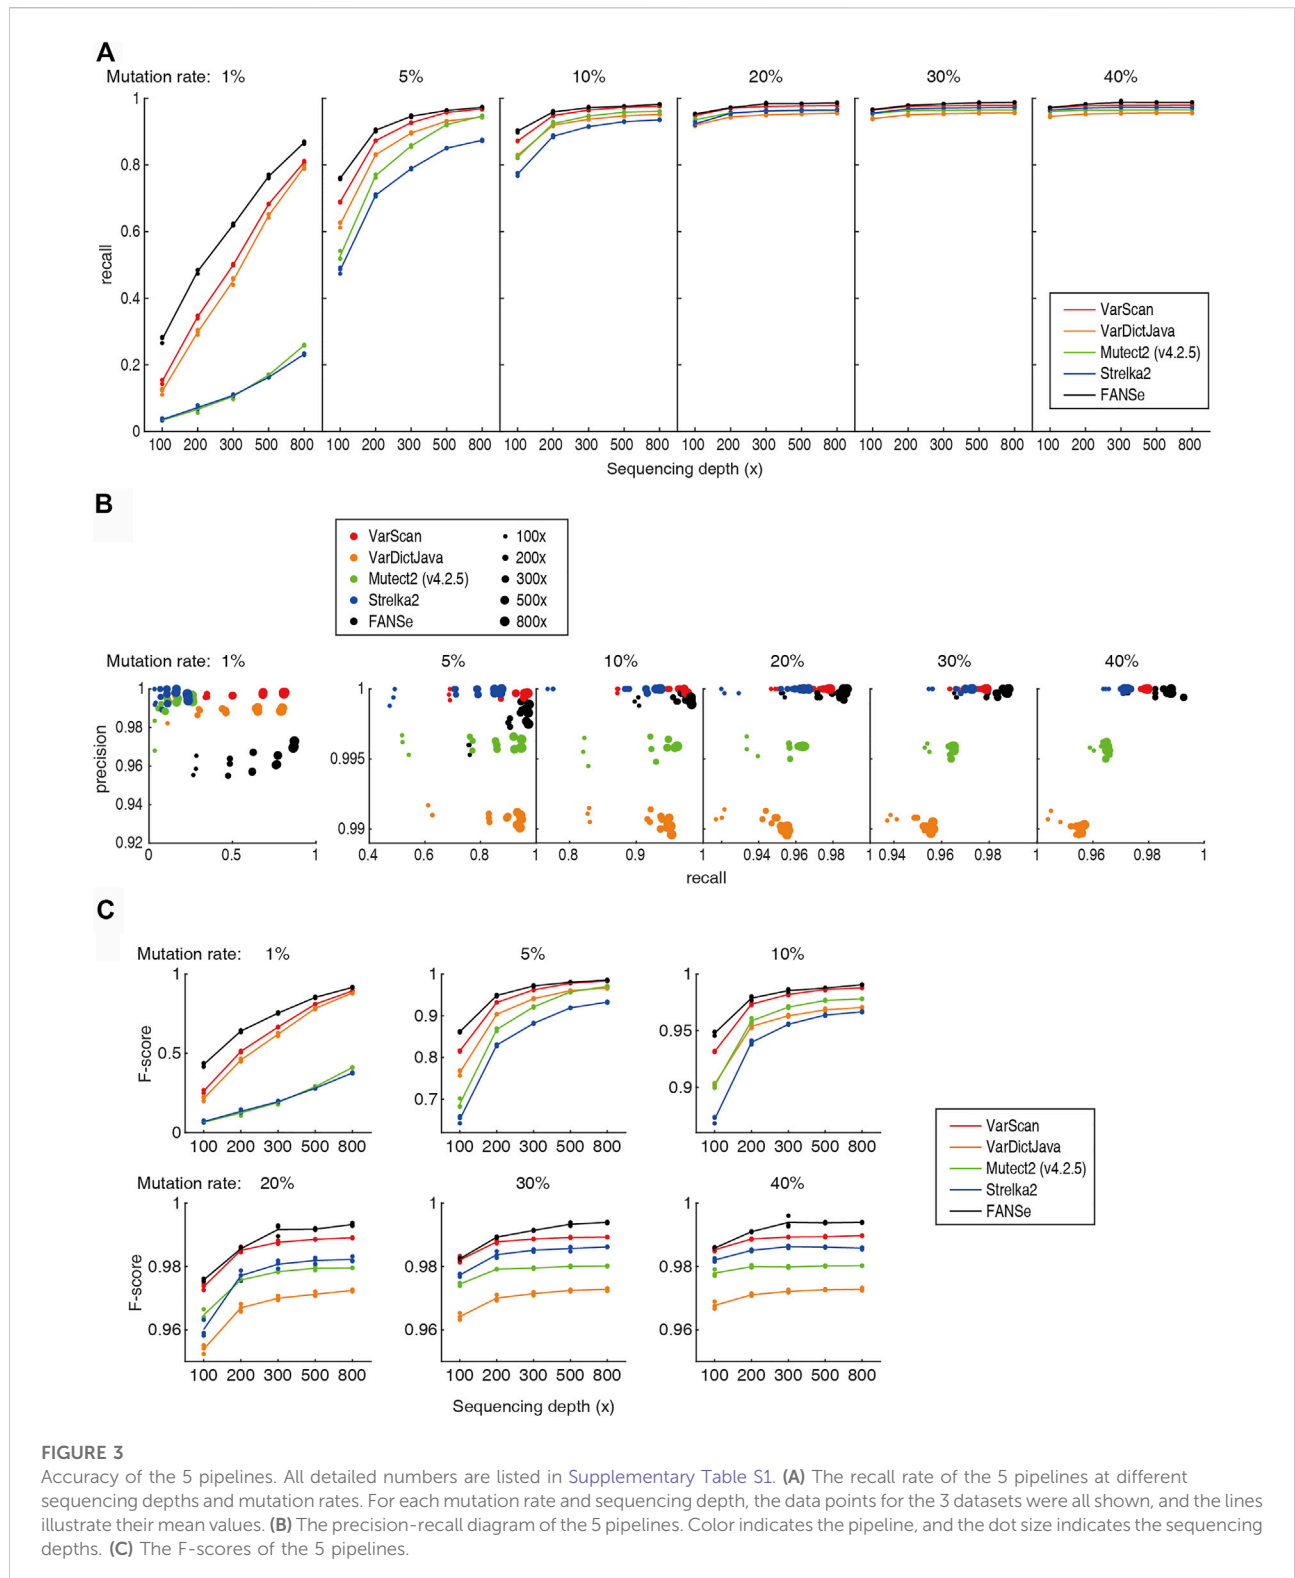 A
Mutation rate: 1% 5% 10% 20% 30% 40%
1
0.8
0.6
0.4
0.2
0
recall
100 200 300 500 800 100 200 300 500 800 100 200 300 500 800 100 200 300 500 800 100 200 300 500 800 100 200 300 500 800
Sequencing depth (x)
VarScan
VarDictJava
Mutect2 (v4.2.5)
Strelka2
FANSe
B
VarScan 100x
VarDictJava 200x
Mutect2 (v4.2.5) 300x
Strelka2 500x
FANSe 800x
Mutation rate: 1% 5% 10% 20% 30% 40%
1 1
0.98
0.96 0.995
0.94
0.92 0.99
precision
0 0.5 1 0.4 0.6 0.8 1 0.8 0.9 1 0.94 0.96 0.98 1 0.94 0.96 0.98 1 0.96 0.98 1
recall
C
Mutation rate: 1% 5% 10%
1 1 1
0.9 0.95
0.5 0.8 0.9
0 0.7
F-score
100 200 300 500 800 100 200 300 500 800 100 200 300 500 800
VarScan
VarDictJava
Mutect2 (v4.2.5)
Strelka2
FANSe
Mutation rate: 20% 30% 40%
1 1 1
0.98 0.98 0.98
0.96 0.96 0.96
F-score
100 200 300 500 800 100 200 300 500 800 100 200 300 500 800
Sequencing depth (x)
FIGURE 3
Accuracy of the 5 pipelines. All detailed numbers are listed in Supplementary Table S1. (A) The recall rate of the 5 pipelines at different
sequencing depths and mutation rates. For each mutation rate and sequencing depth, the data points for the 3 datasets were all shown, and the lines
illustrate their mean values. (B) The precision-recall diagram of the 5 pipelines. Color indicates the pipeline, and the dot size indicates the sequencing
depths. (C) The F-scores of the 5 pipelines.